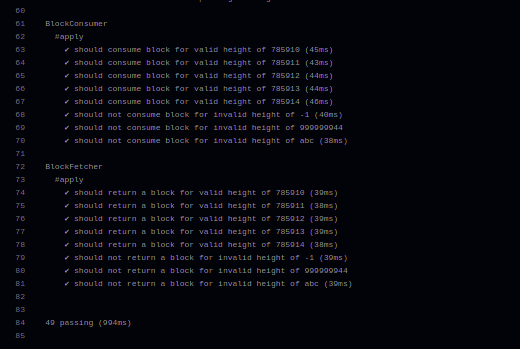 60
61 BlockConsumer
62 #apply
63 ✔ should consume block for valid height of 785910 (45ms)
64 ✔ should consume block for valid height of 785911 (43ms)
65 ✔ should consume block for valid height of 785912 (44ms)
66 ✔ should consume block for valid height of 785913 (44ms)
67 ✔ should consume block for valid height of 785914 (46ms)
68 ✔ should not consume block for invalid height of -1 (40ms)
69 ✔ should not consume block for invalid height of 999999944
70 ✔ should not consume block for invalid height of abc (38ms)
71
72 BlockFetcher
73 #apply
74 ✔ should return a block for valid height of 785910 (39ms)
75 ✔ should return a block for valid height of 785911 (38ms)
76 ✔ should return a block for valid height of 785912 (39ms)
77 ✔ should return a block for valid height of 785913 (39ms)
78 ✔ should return a block for valid height of 785914 (38ms)
79 ✔ should not return a block for invalid height of -1 (39ms)
80 ✔ should not return a block for invalid height of 999999944
81 ✔ should not return a block for invalid height of abc (39ms)
82
83
84 49 passing (994ms)
85